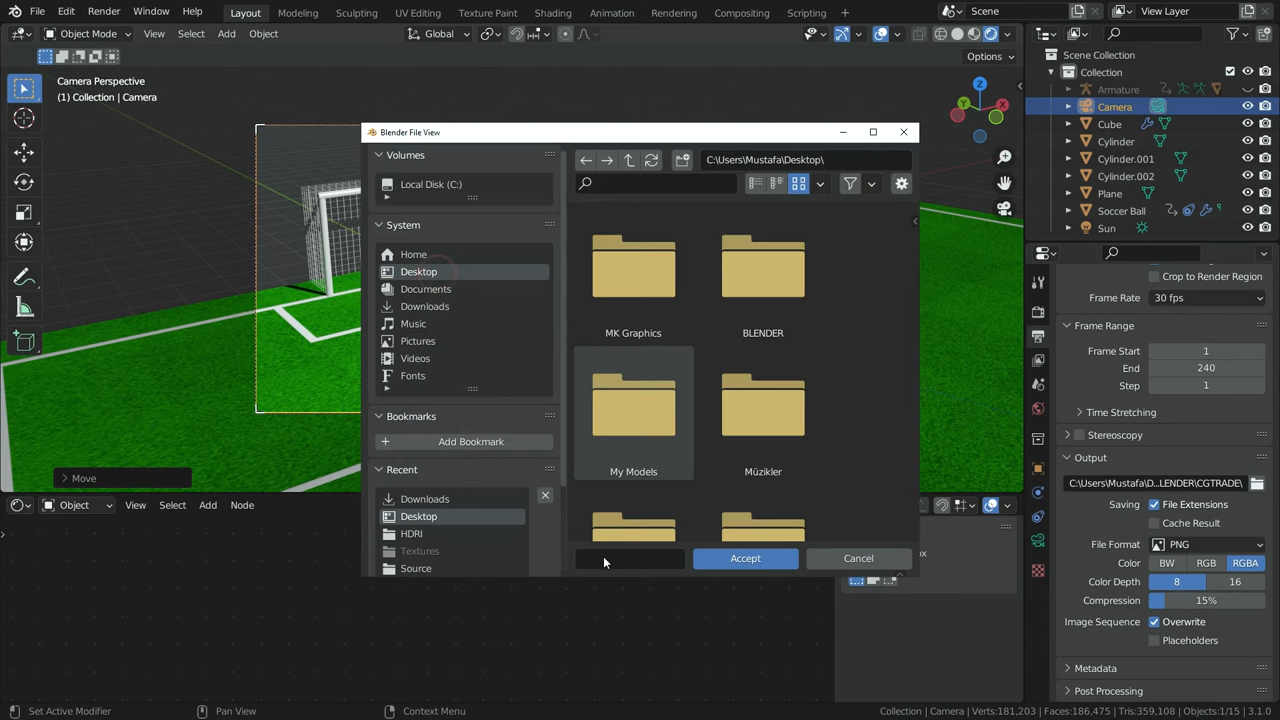 File Edit Render Window Help Layout Modeling Sculpting UV Editing Texture Paint Shading Animation Rendering Compositing Scripting + Scene View Layer
Object Mode View Select Add Object Global
Options
Camera Perspective
(1) Collection | Camera
Z
Y X
Move
Scene Collection
Collection
Armature
Camera
Cube
Cylinder
Cylinder.001
Cylinder.002
Plane
Soccer Ball
Sun
Blender File View
Volumes
Local Disk (C:)
System
Home
Desktop
Documents
Downloads
Music
Pictures
Videos
Fonts
Bookmarks
Add Bookmark
Recent
Downloads
Desktop
HDRI
Textures
Source
C:\Users\Mustafa\Desktop\
MK Graphics BLENDER
My Models Müzikler
Accept Cancel
Crop to Render Region
Frame Rate 30 fps
Frame Range
Frame Start 1
End 240
Step 1
Time Stretching
Stereoscopy
Output
C:\Users\Mustafa\D...LENDER\CGTRADE\
Saving File Extensions
Cache Result
File Format PNG
Color BW RGB RGBA
Color Depth 8 16
Compression 15%
Image Sequence Overwrite
Placeholders
Metadata
Post Processing
Object View Select Add Node
Set Active Modifier Pan View Context Menu Collection | Camera | Verts:181,203 | Faces:186,475 | Tris:359,108 | Objects:1/15 | 3.1.0